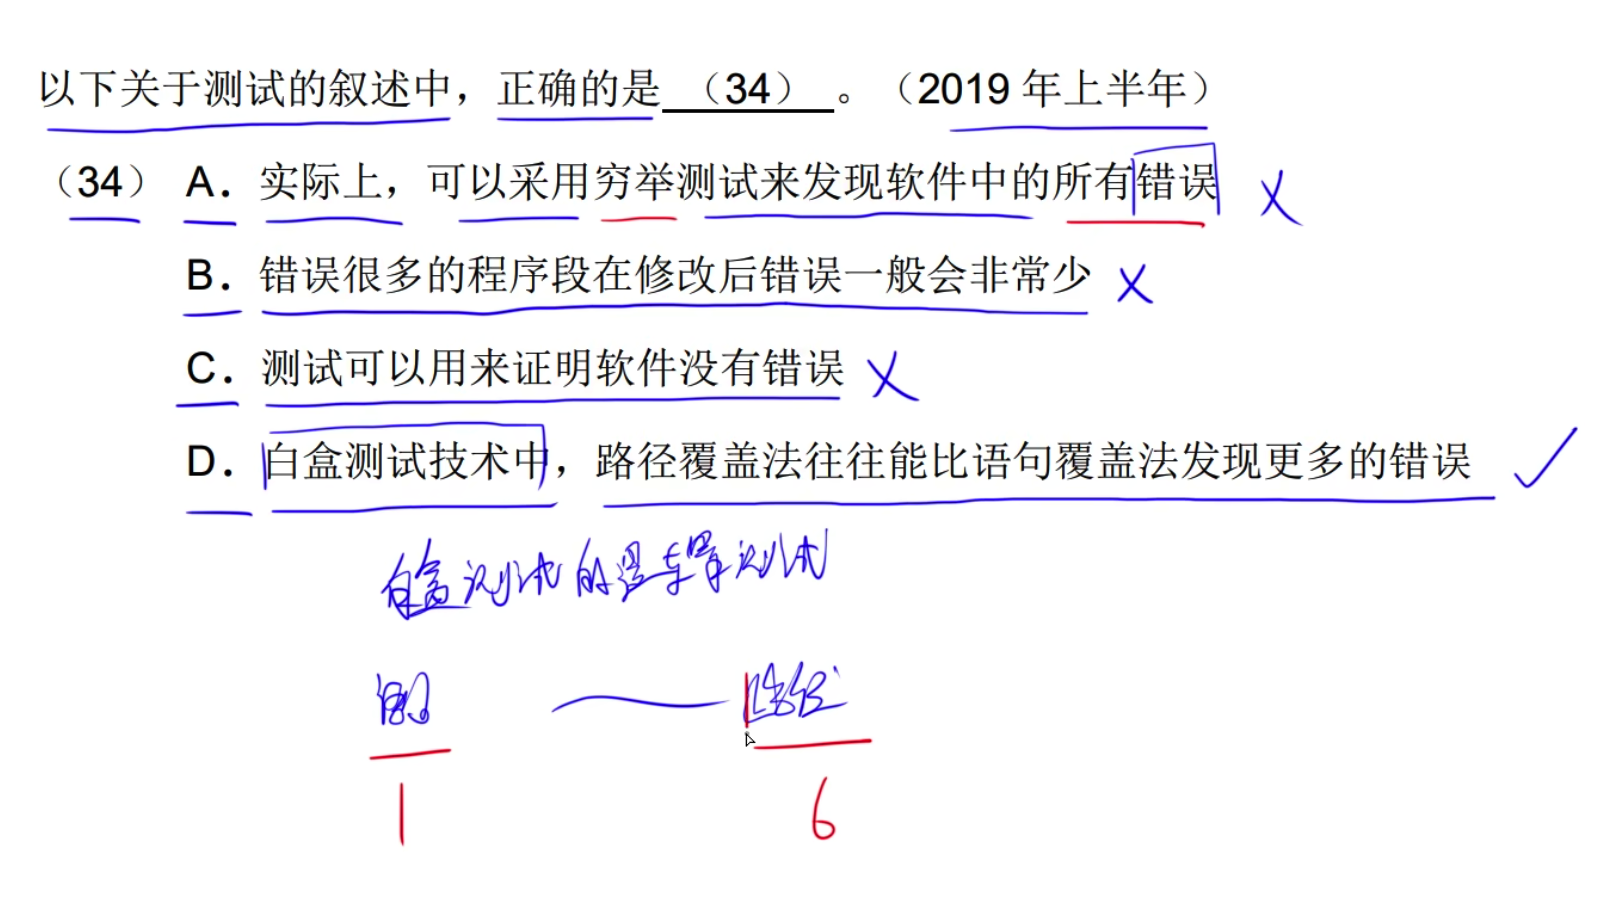 以下关于测试的叙述中，正确的是 （34） 。（2019 年上半年）
（34） A. 实际上，可以采用穷举测试来发现软件中的所有错误 ×
B. 错误很多的程序段在修改后错误一般会非常少 ×
C. 测试可以用来证明软件没有错误 ×
D. 白盒测试技术中，路径覆盖法往往能比语句覆盖法发现更多的错误 ✓
白盒测试的逻辑覆盖测试
语句 — 路径
1 6